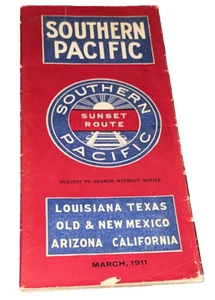 SOUTHERN
PACIFIC
SOUTHERN
SUNSET
ROUTE
PACIFIC
SUBJECT TO CHANGE WITHOUT NOTICE
LOUISIANA TEXAS
OLD & NEW MEXICO
ARIZONA CALIFORNIA
MARCH, 1911